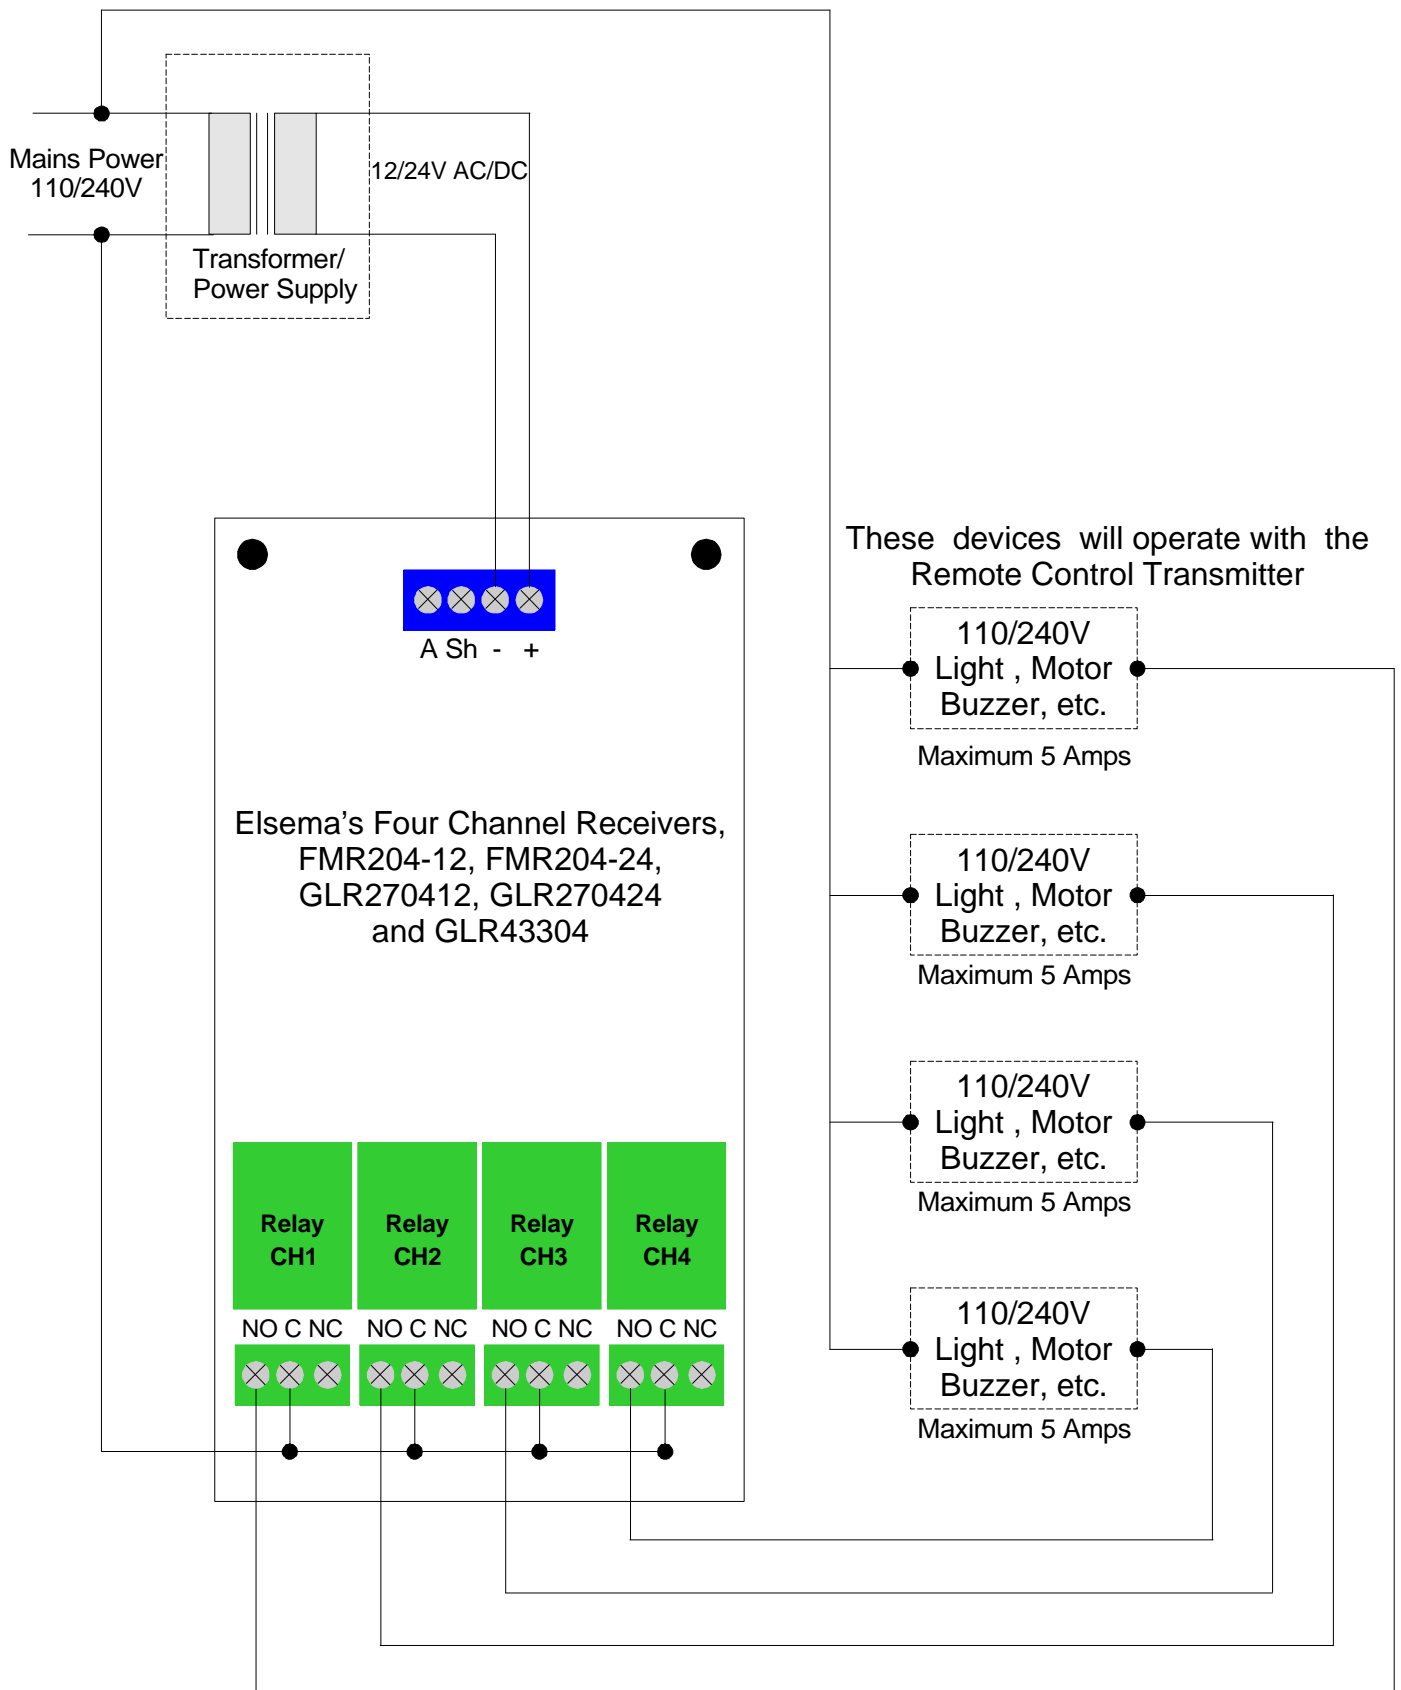 Mains Power
110/240V
12/24V AC/DC
Transformer/
Power Supply
These devices will operate with the
Remote Control Transmitter
A Sh - +
110/240V
Light , Motor
Buzzer, etc.
Maximum 5 Amps
Elsema's Four Channel Receivers,
FMR204-12, FMR204-24,
GLR270412, GLR270424
and GLR43304
110/240V
Light , Motor
Buzzer, etc.
Maximum 5 Amps
110/240V
Light , Motor
Buzzer, etc.
Maximum 5 Amps
Relay
CH1
Relay
CH2
Relay
CH3
Relay
CH4
NO C NC
NO C NC
NO C NC
NO C NC
110/240V
Light , Motor
Buzzer, etc.
Maximum 5 Amps